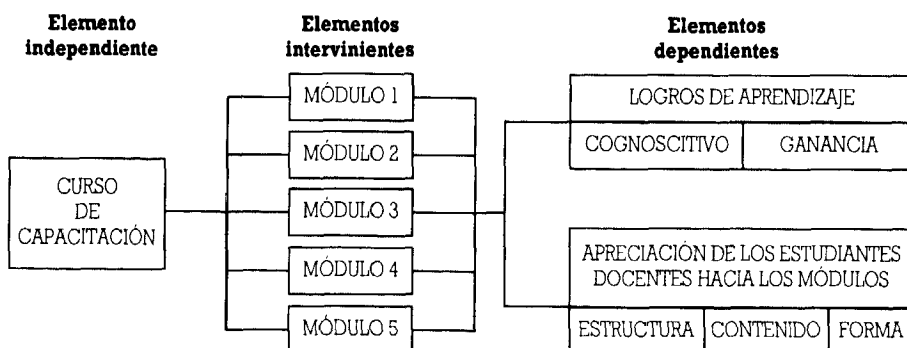 Elemento
independiente
Elementos
intervinientes
Elementos
dependientes
CURSO
DE
CAPACITACIÓN
MÓDULO 1
MÓDULO 2
MÓDULO 3
MÓDULO 4
MÓDULO 5
LOGROS DE APRENDIZAJE
COGNOSCITIVO
GANANCIA
APRECIACIÓN DE LOS ESTUDIANTES
DOCENTES HACIA LOS MÓDULOS
ESTRUCTURA
CONTENIDO
FORMA